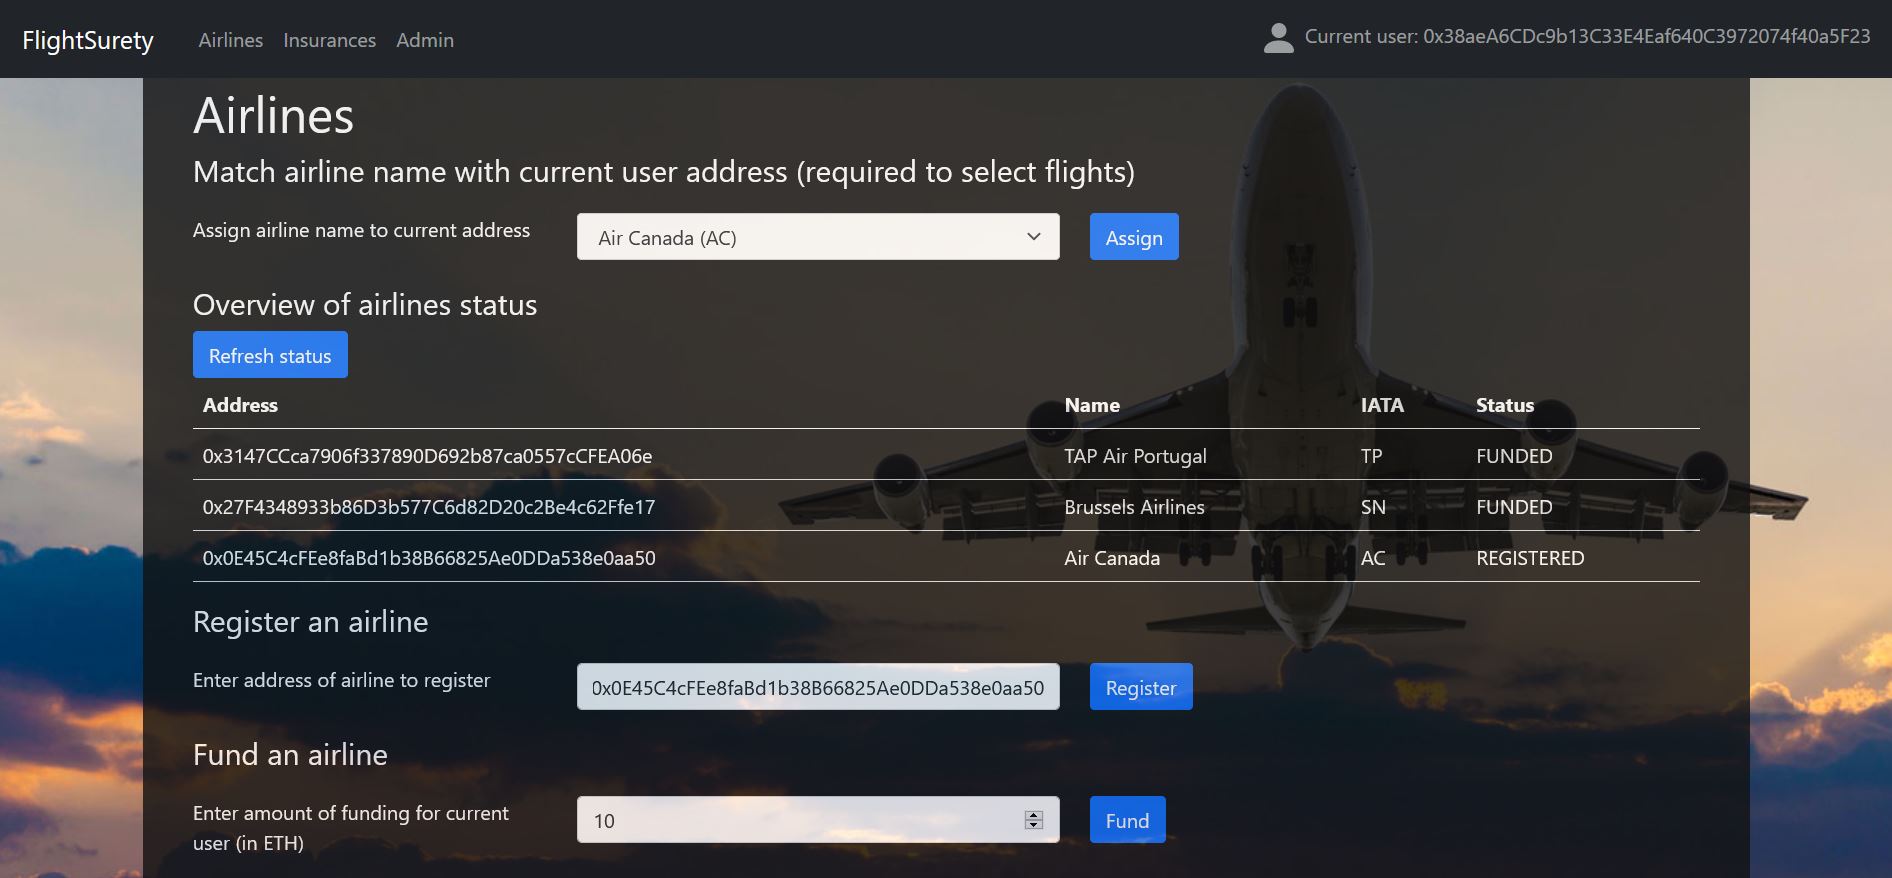 FlightSurety Airlines Insurances Admin Current user: 0x38aeA6CDc9b13C33E4Eaf640C3972074f40a5F23
Airlines
Match airline name with current user address (required to select flights)
Assign airline name to current address Air Canada (AC) Assign
Overview of airlines status
Refresh status
Address Name IATA Status
0x3147CCca7906f337890D692b87ca0557cCFEA06e TAP Air Portugal TP FUNDED
0x27F4348933b86D3b577C6d82D20c2Be4c62Ffe17 Brussels Airlines SN FUNDED
0x0E45C4cFEe8faBd1b38B66825Ae0DDa538e0aa50 Air Canada AC REGISTERED
Register an airline
Enter address of airline to register 0x0E45C4cFEe8faBd1b38B66825Ae0DDa538e0aa50 Register
Fund an airline
Enter amount of funding for current
user (in ETH) 10 Fund